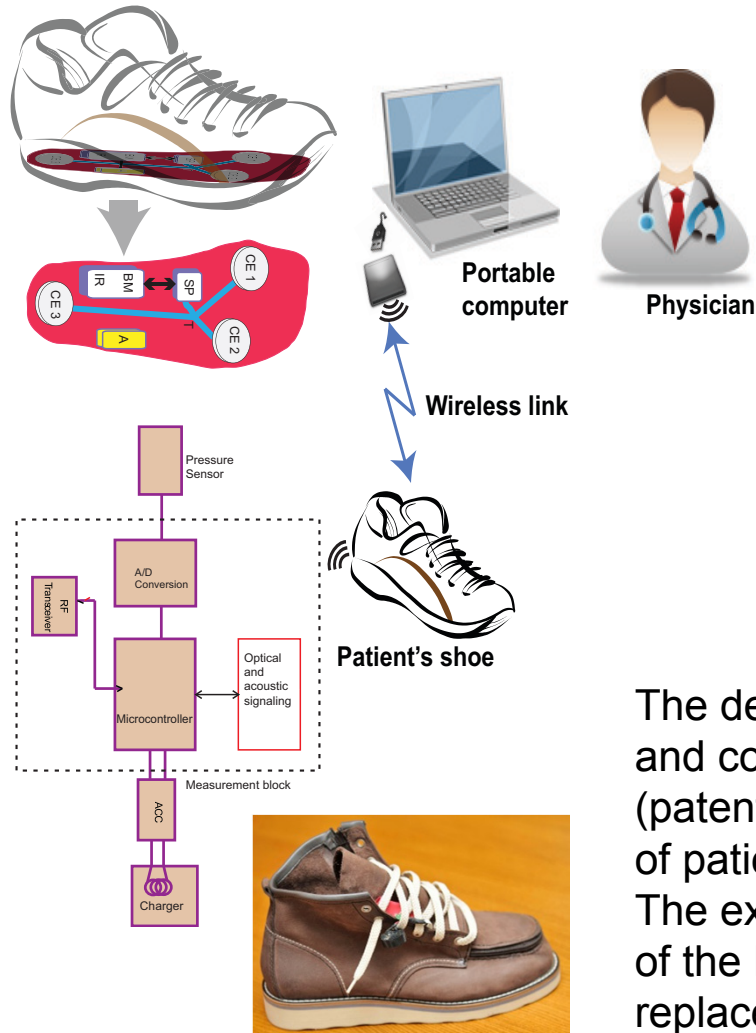 IR
BM
SP
CE 1
CE 3
T
A
CE 2
Portable
computer
Physician
Wireless link
Patient's shoe
Pressure
Sensor
A/D
Conversion
RF
Transceiver
Microcontroller
Optical
and
acoustic
signaling
Measurement block
ACC
Charger
The de
and co
(paten
of patie
The ex
of the
replace